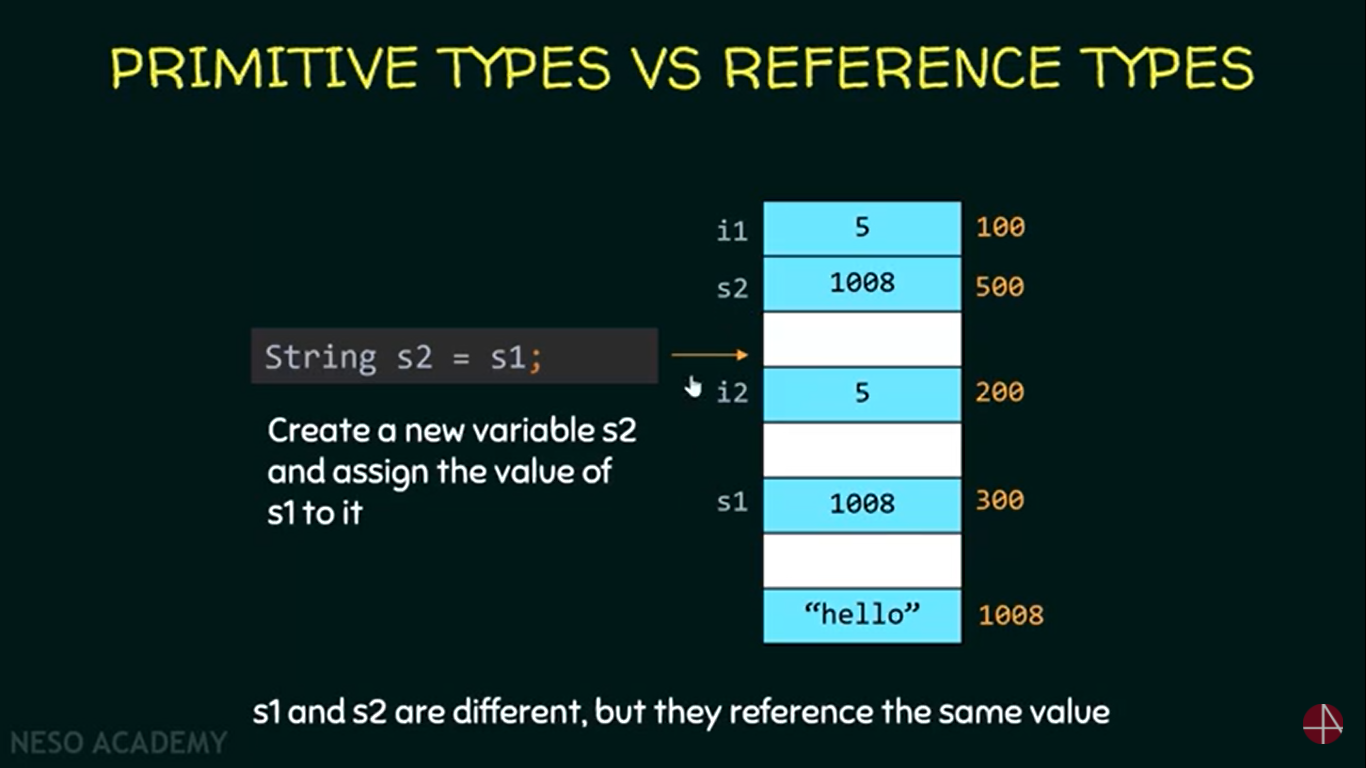 PRIMITIVE TYPES VS REFERENCE TYPES
i1 5 100
s2 1008 500
String s2 = s1;
i2 5 200
Create a new variable s2
and assign the value of
s1 to it
s1 1008 300
“hello” 1008
s1 and s2 are different, but they reference the same value
NESO ACADEMY